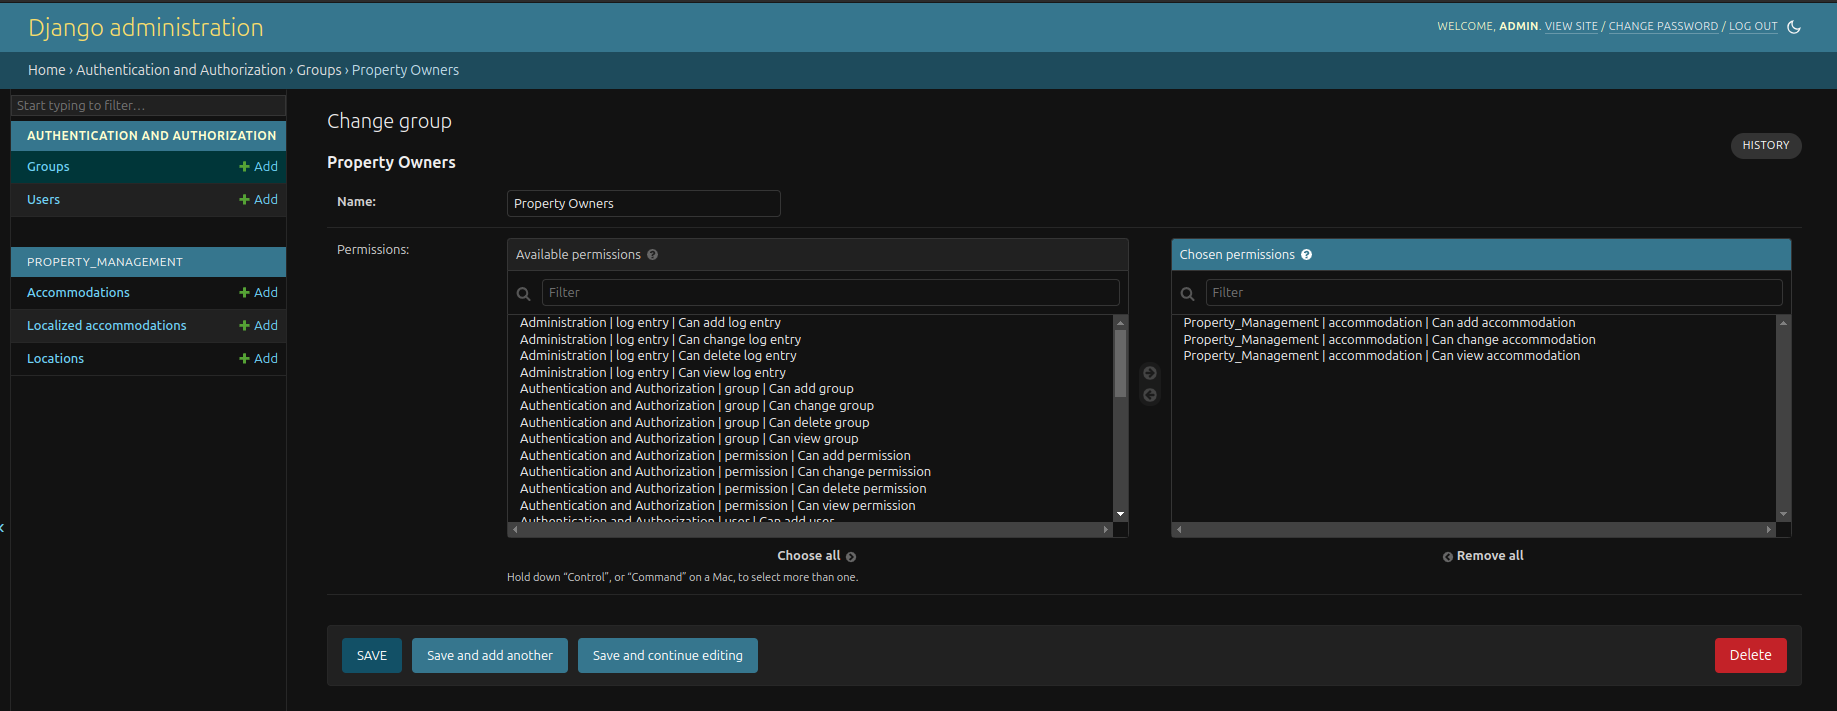 Django administration
WELCOME, ADMIN. VIEW SITE / CHANGE PASSWORD / LOG OUT
Home › Authentication and Authorization › Groups › Property Owners
Start typing to filter...
AUTHENTICATION AND AUTHORIZATION
Groups + Add
Users + Add
PROPERTY_MANAGEMENT
Accommodations + Add
Localized accommodations + Add
Locations + Add
Change group
HISTORY
Property Owners
Name: Property Owners
Permissions:
Available permissions ?
Filter
Administration | log entry | Can add log entry
Administration | log entry | Can change log entry
Administration | log entry | Can delete log entry
Administration | log entry | Can view log entry
Authentication and Authorization | group | Can add group
Authentication and Authorization | group | Can change group
Authentication and Authorization | group | Can delete group
Authentication and Authorization | group | Can view group
Authentication and Authorization | permission | Can add permission
Authentication and Authorization | permission | Can change permission
Authentication and Authorization | permission | Can delete permission
Authentication and Authorization | permission | Can view permission
Authentication and Authorization | user | Can add user
Choose all
Hold down “Control”, or “Command” on a Mac, to select more than one.
Chosen permissions ?
Filter
Property_Management | accommodation | Can add accommodation
Property_Management | accommodation | Can change accommodation
Property_Management | accommodation | Can view accommodation
Remove all
SAVE
Save and add another
Save and continue editing
Delete